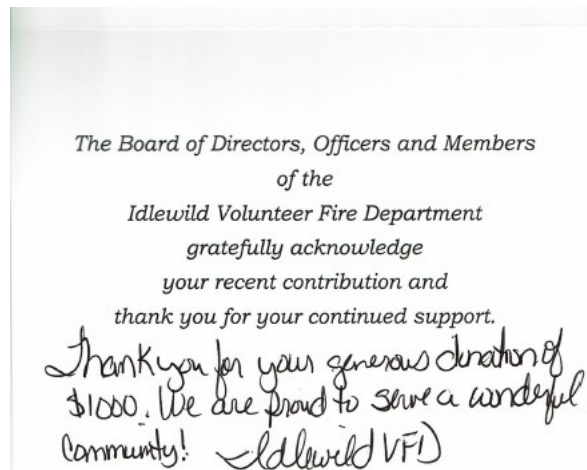 The Board of Directors, Officers and Members
of the
Idlewild Volunteer Fire Department
gratefully acknowledge
your recent contribution and
thank you for your continued support.
Thank you for your generous donation of
$1000. We are proud to serve a wonderful
community! -Idlewild VFD